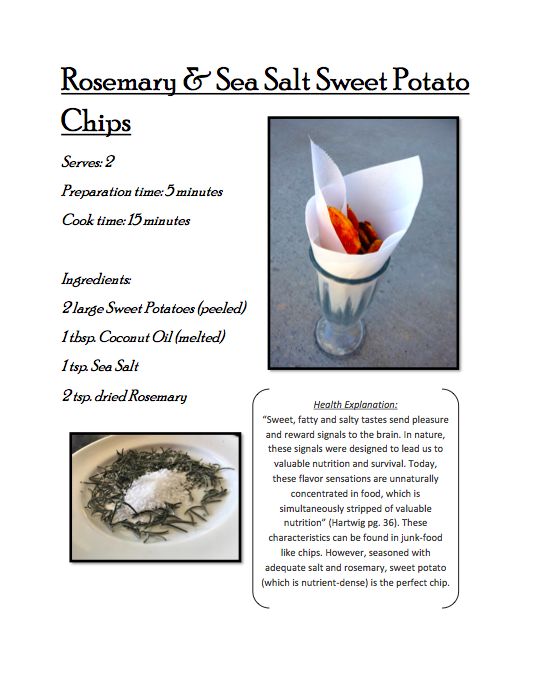 Rosemary & Sea Salt Sweet Potato
Chips
Serves: 2
Preparation time: 5 minutes
Cook time: 15 minutes
Ingredients:
2 large Sweet Potatoes (peeled)
1 tbsp. Coconut Oil (melted)
1 tsp. Sea Salt
2 tsp. dried Rosemary
Health Explanation:
“Sweet, fatty and salty tastes send pleasure
and reward signals to the brain. In nature,
these signals were designed to lead us to
valuable nutrition and survival. Today,
these flavor sensations are unnaturally
concentrated in food, which is
simultaneously stripped of valuable
nutrition” (Hartwig pg. 36). These
characteristics can be found in junk-food
like chips. However, seasoned with
adequate salt and rosemary, sweet potato
(which is nutrient-dense) is the perfect chip.